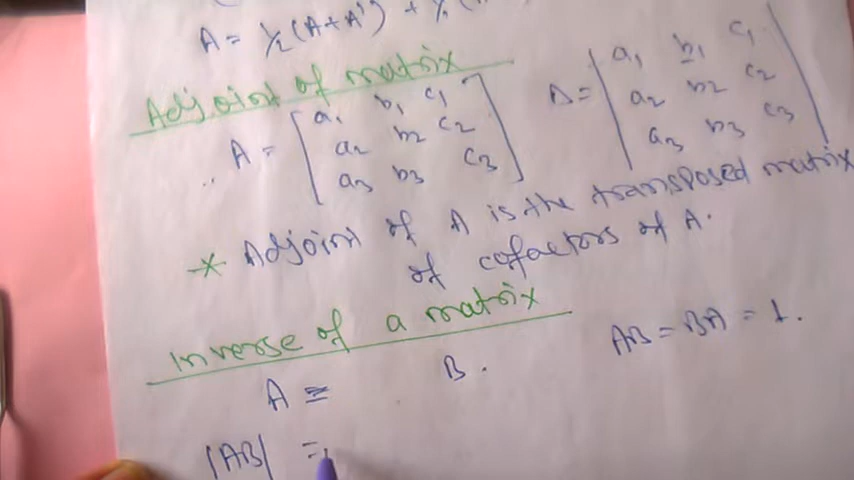 A = ½ (A + A') +
Adjoint of matrix
∴ A = [ a₁ b₁ c₁
a₂ b₂ c₂
a₃ b₃ c₃ ]
Δ = | a₁ b₁ c₁
a₂ b₂ c₂
a₃ b₃ c₃ |
* Adjoint of A is the transposed matrix
of cofactors of A.
Inverse of a matrix
A = B. AB = BA = I.
|AB| =